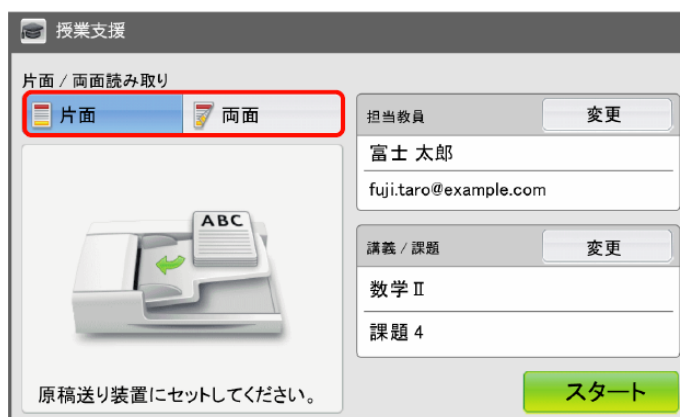 授業支援
片面 / 両面読み取り
片面
両面
ABC
原稿送り装置にセットしてください。
担当教員
変更
富士 太郎
fuji.taro@example.com
講義 / 課題
変更
数学Ⅱ
課題 4
スタート